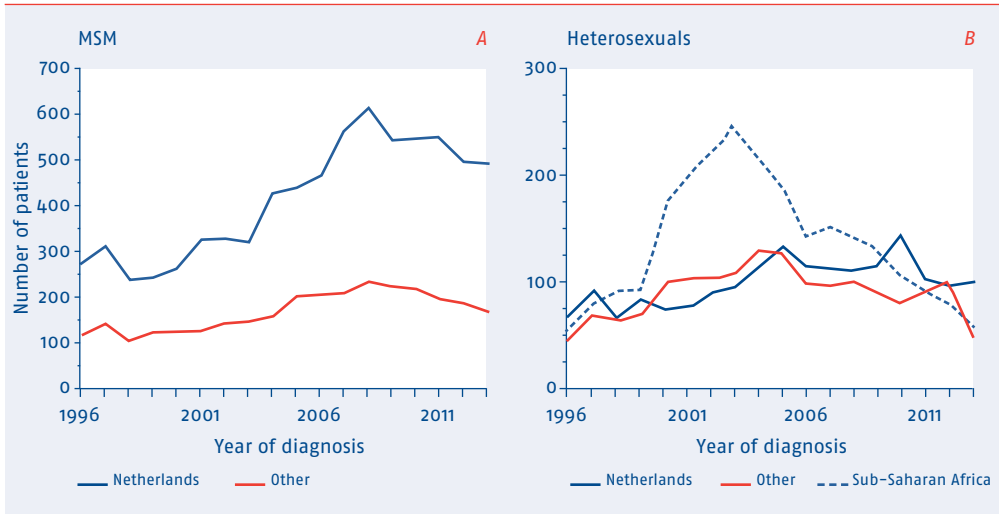 MSM A
700
600
500
400
300
200
100
0
Number of patients
1996 2001 2006 2011
Year of diagnosis
Netherlands Other
Heterosexuals B
300
200
100
0
1996 2001 2006 2011
Year of diagnosis
Netherlands Other Sub-Saharan Africa